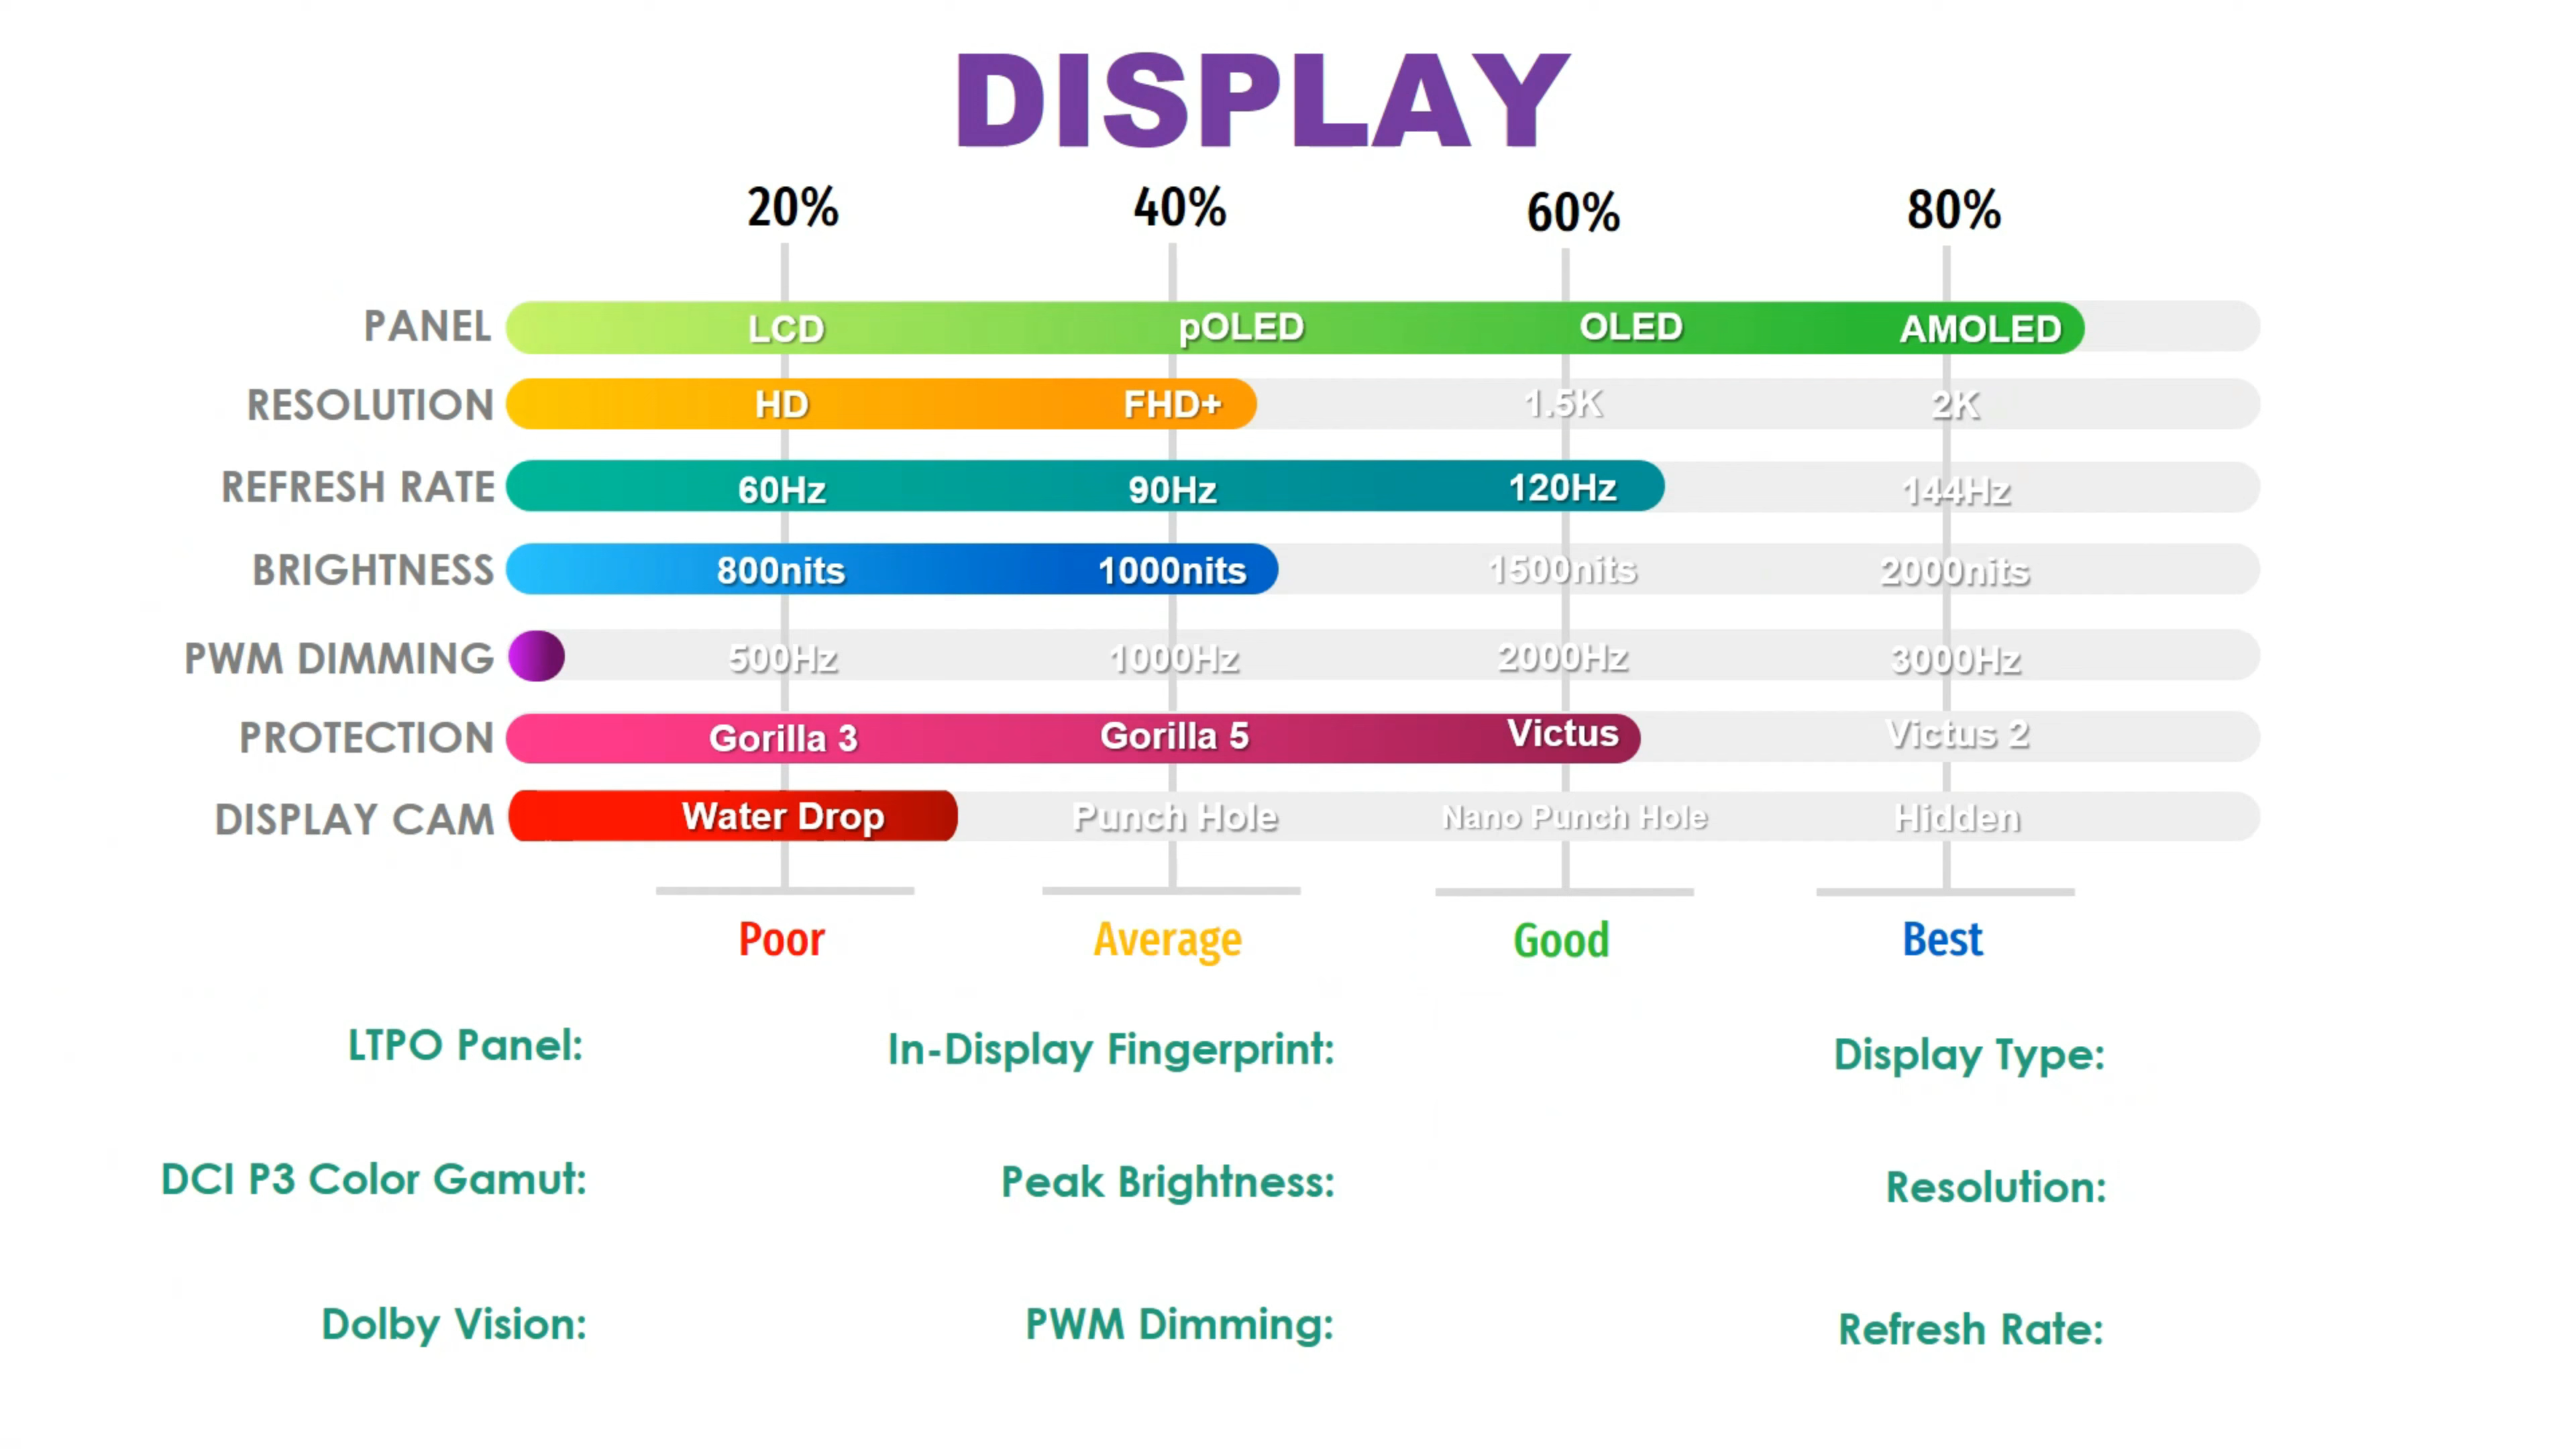 DISPLAY
20% 40% 60% 80%
PANEL LCD pOLED OLED AMOLED
RESOLUTION HD FHD+ 1.5K 2K
REFRESH RATE 60Hz 90Hz 120Hz 144Hz
BRIGHTNESS 800nits 1000nits 1500nits 2000nits
PWM DIMMING 500Hz 1000Hz 2000Hz 3000Hz
PROTECTION Gorilla 3 Gorilla 5 Victus Victus 2
DISPLAY CAM Water Drop Punch Hole Nano Punch Hole Hidden
Poor Average Good Best
LTPO Panel: In-Display Fingerprint: Display Type:
DCI P3 Color Gamut: Peak Brightness: Resolution:
Dolby Vision: PWM Dimming: Refresh Rate: